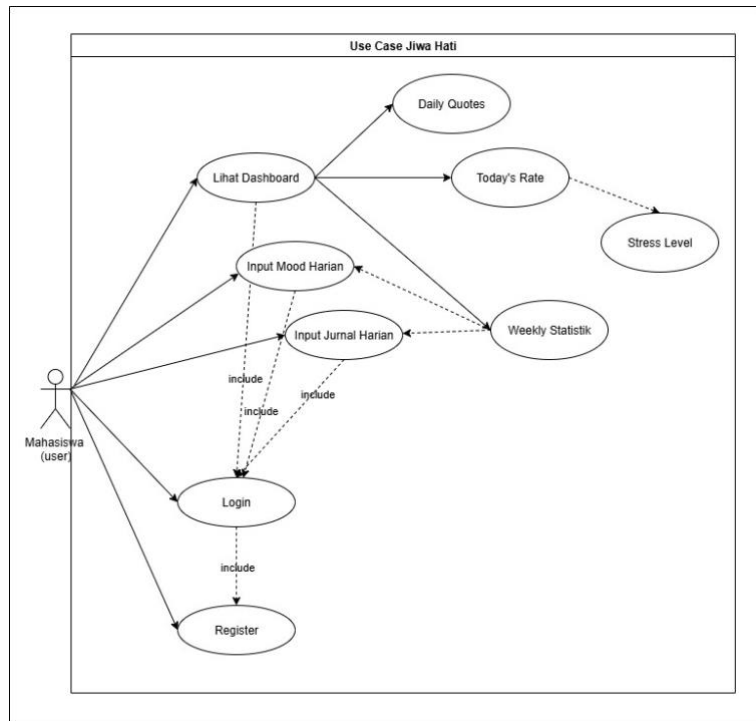 Use Case Jiwa Hati
Daily Quotes
Lihat Dashboard
Today's Rate
Stress Level
Input Mood Harian
Weekly Statistik
Input Jurnal Harian
include
include
include
Mahasiswa
(user)
Login
include
Register